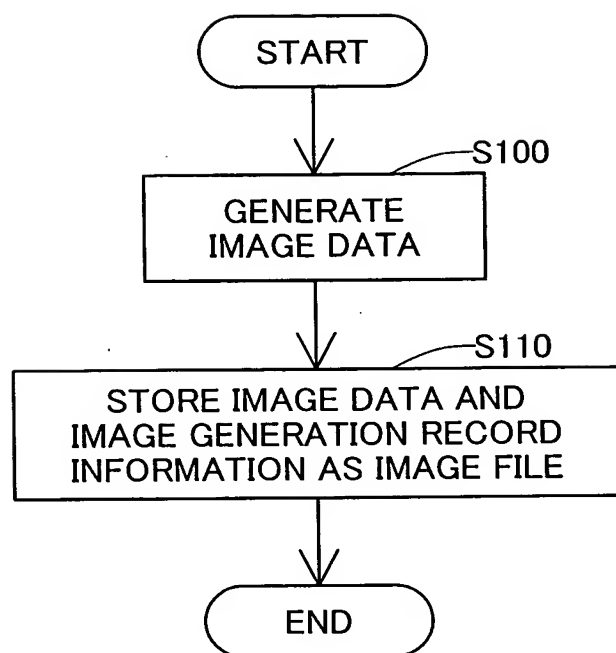 START
S100
GENERATE
IMAGE DATA
S110
STORE IMAGE DATA AND
IMAGE GENERATION RECORD
INFORMATION AS IMAGE FILE
END